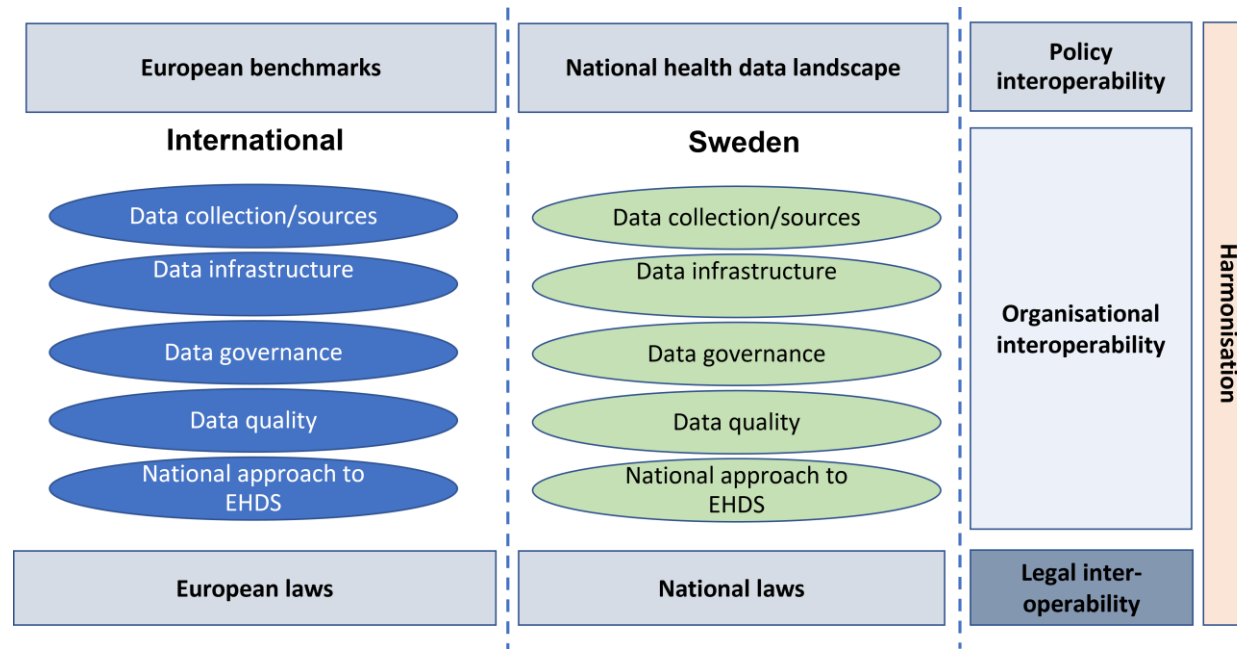 European benchmarks
National health data landscape
Policy
interoperability
International
Sweden
Data collection/sources
Data infrastructure
Data governance
Data quality
National approach to
EHDS
Data collection/sources
Data infrastructure
Data governance
Data quality
National approach to
EHDS
Organisational
interoperability
Harmonisation
European laws
National laws
Legal inter-
operability